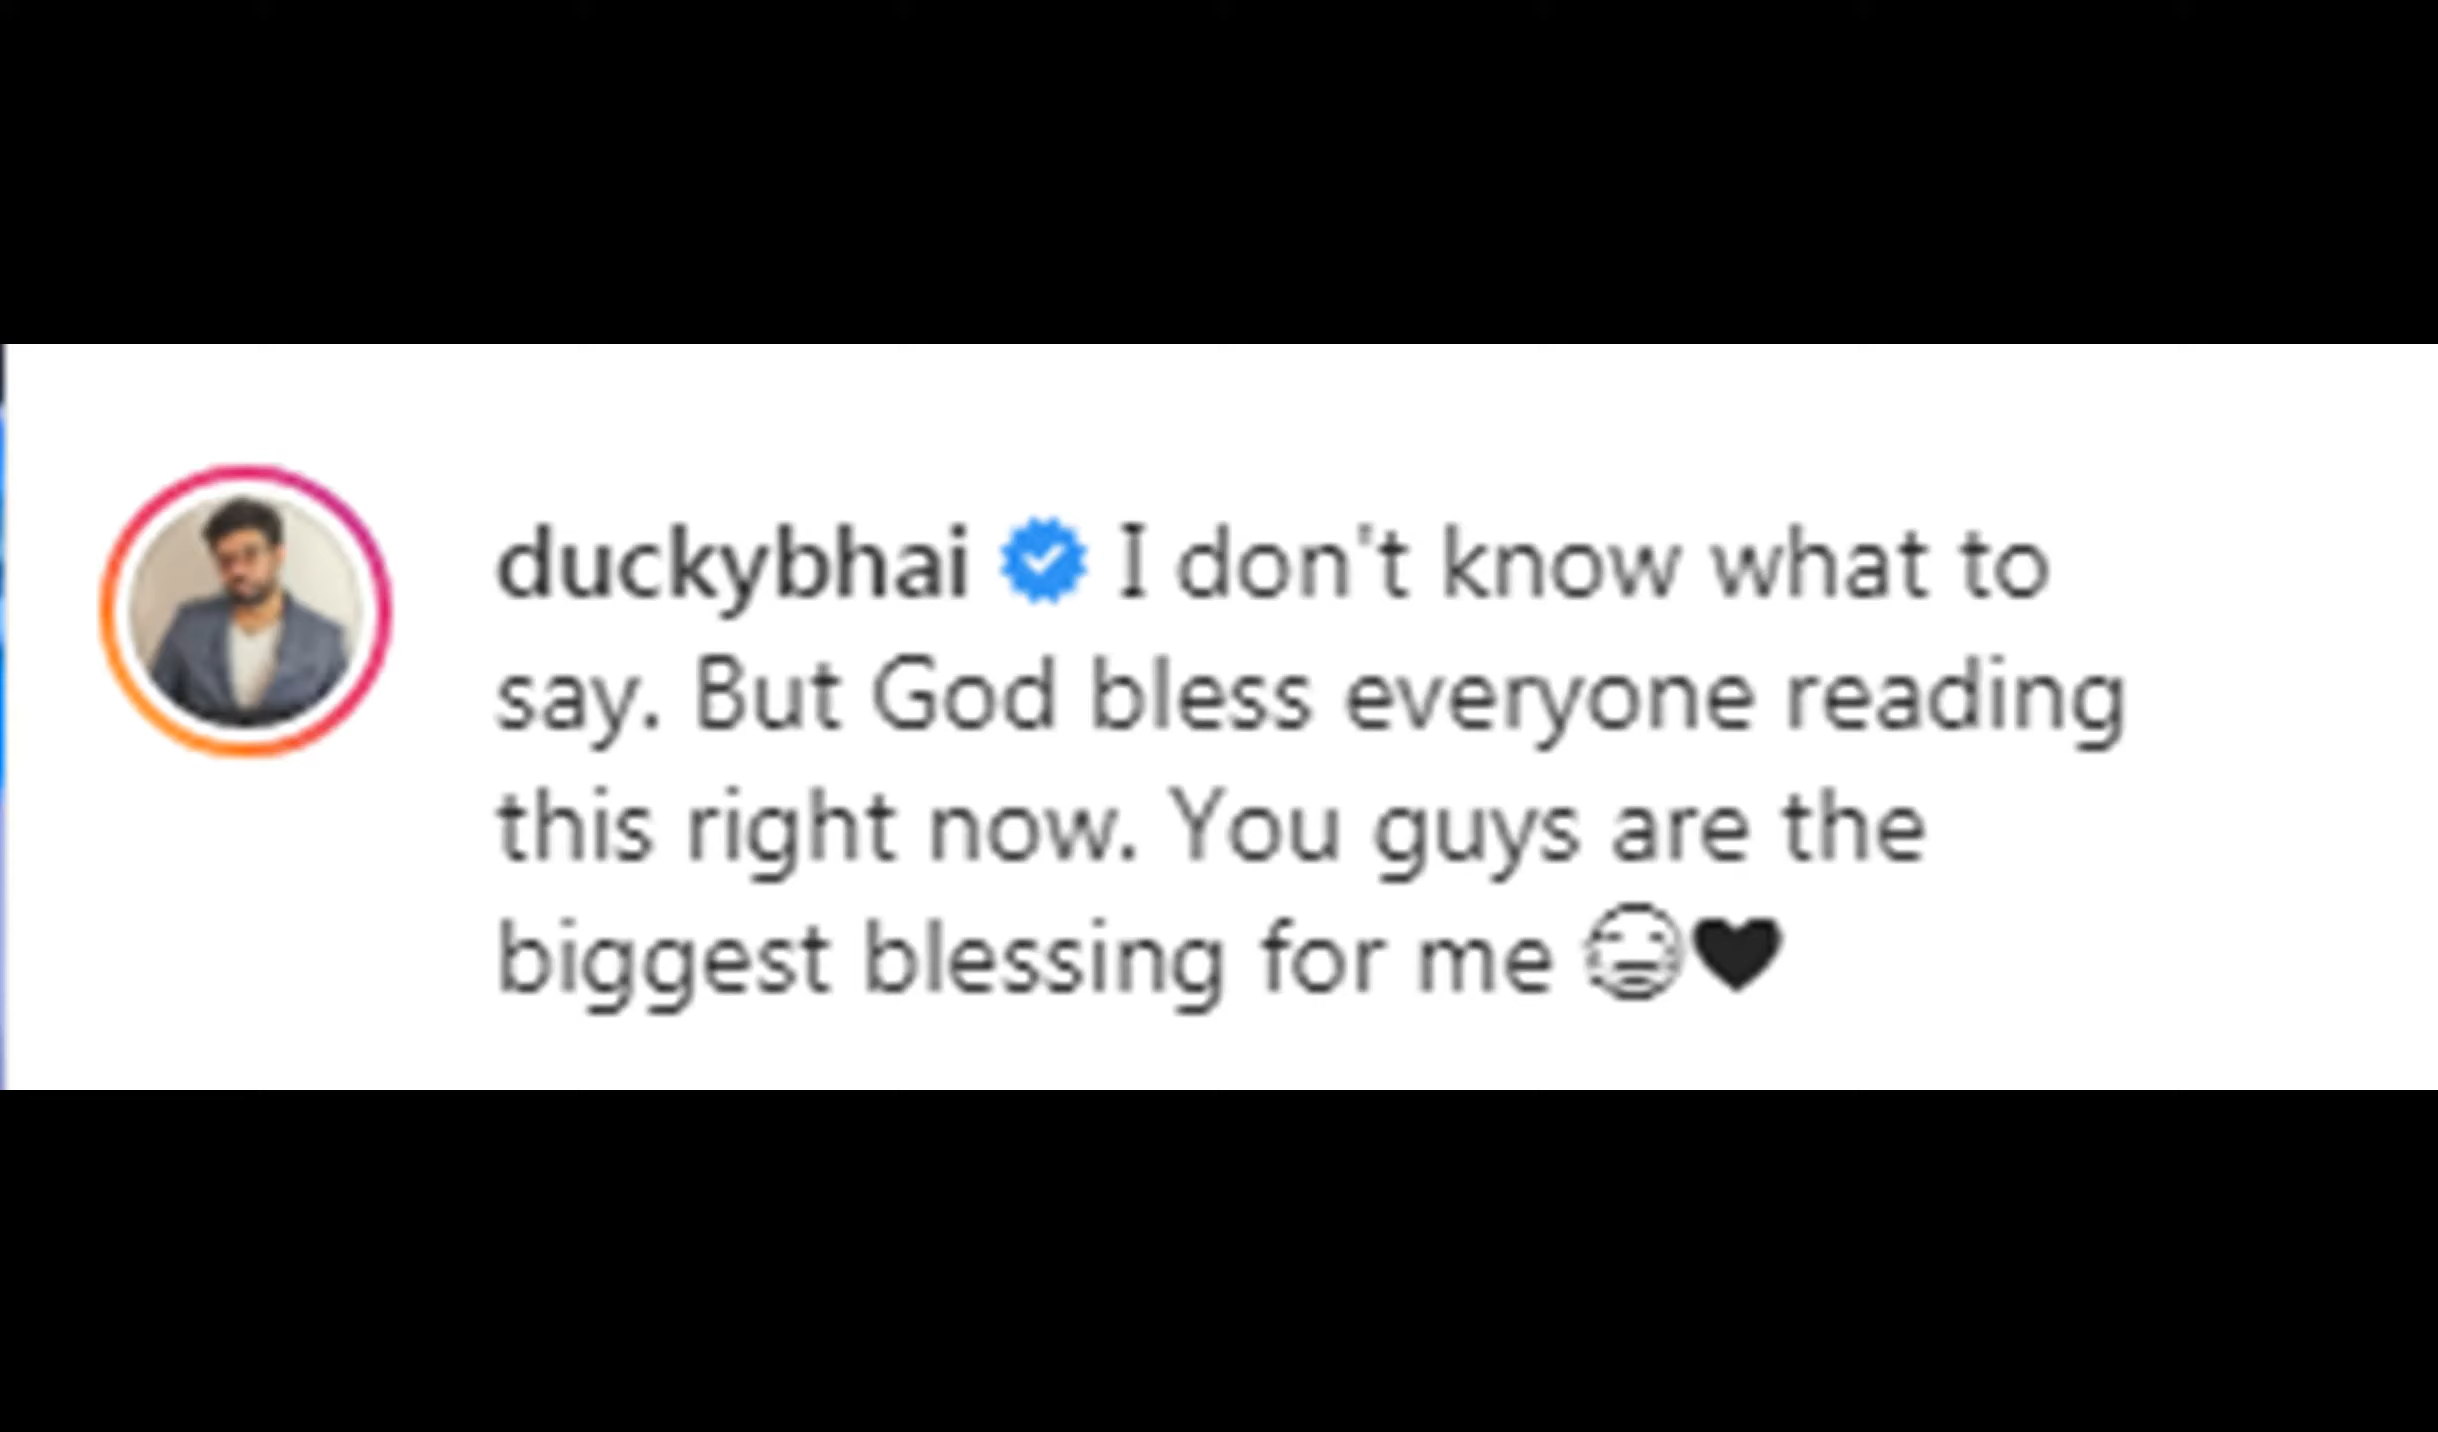 duckybhai I don't know what to
say. But God bless everyone reading
this right now. You guys are the
biggest blessing for me 😂🖤